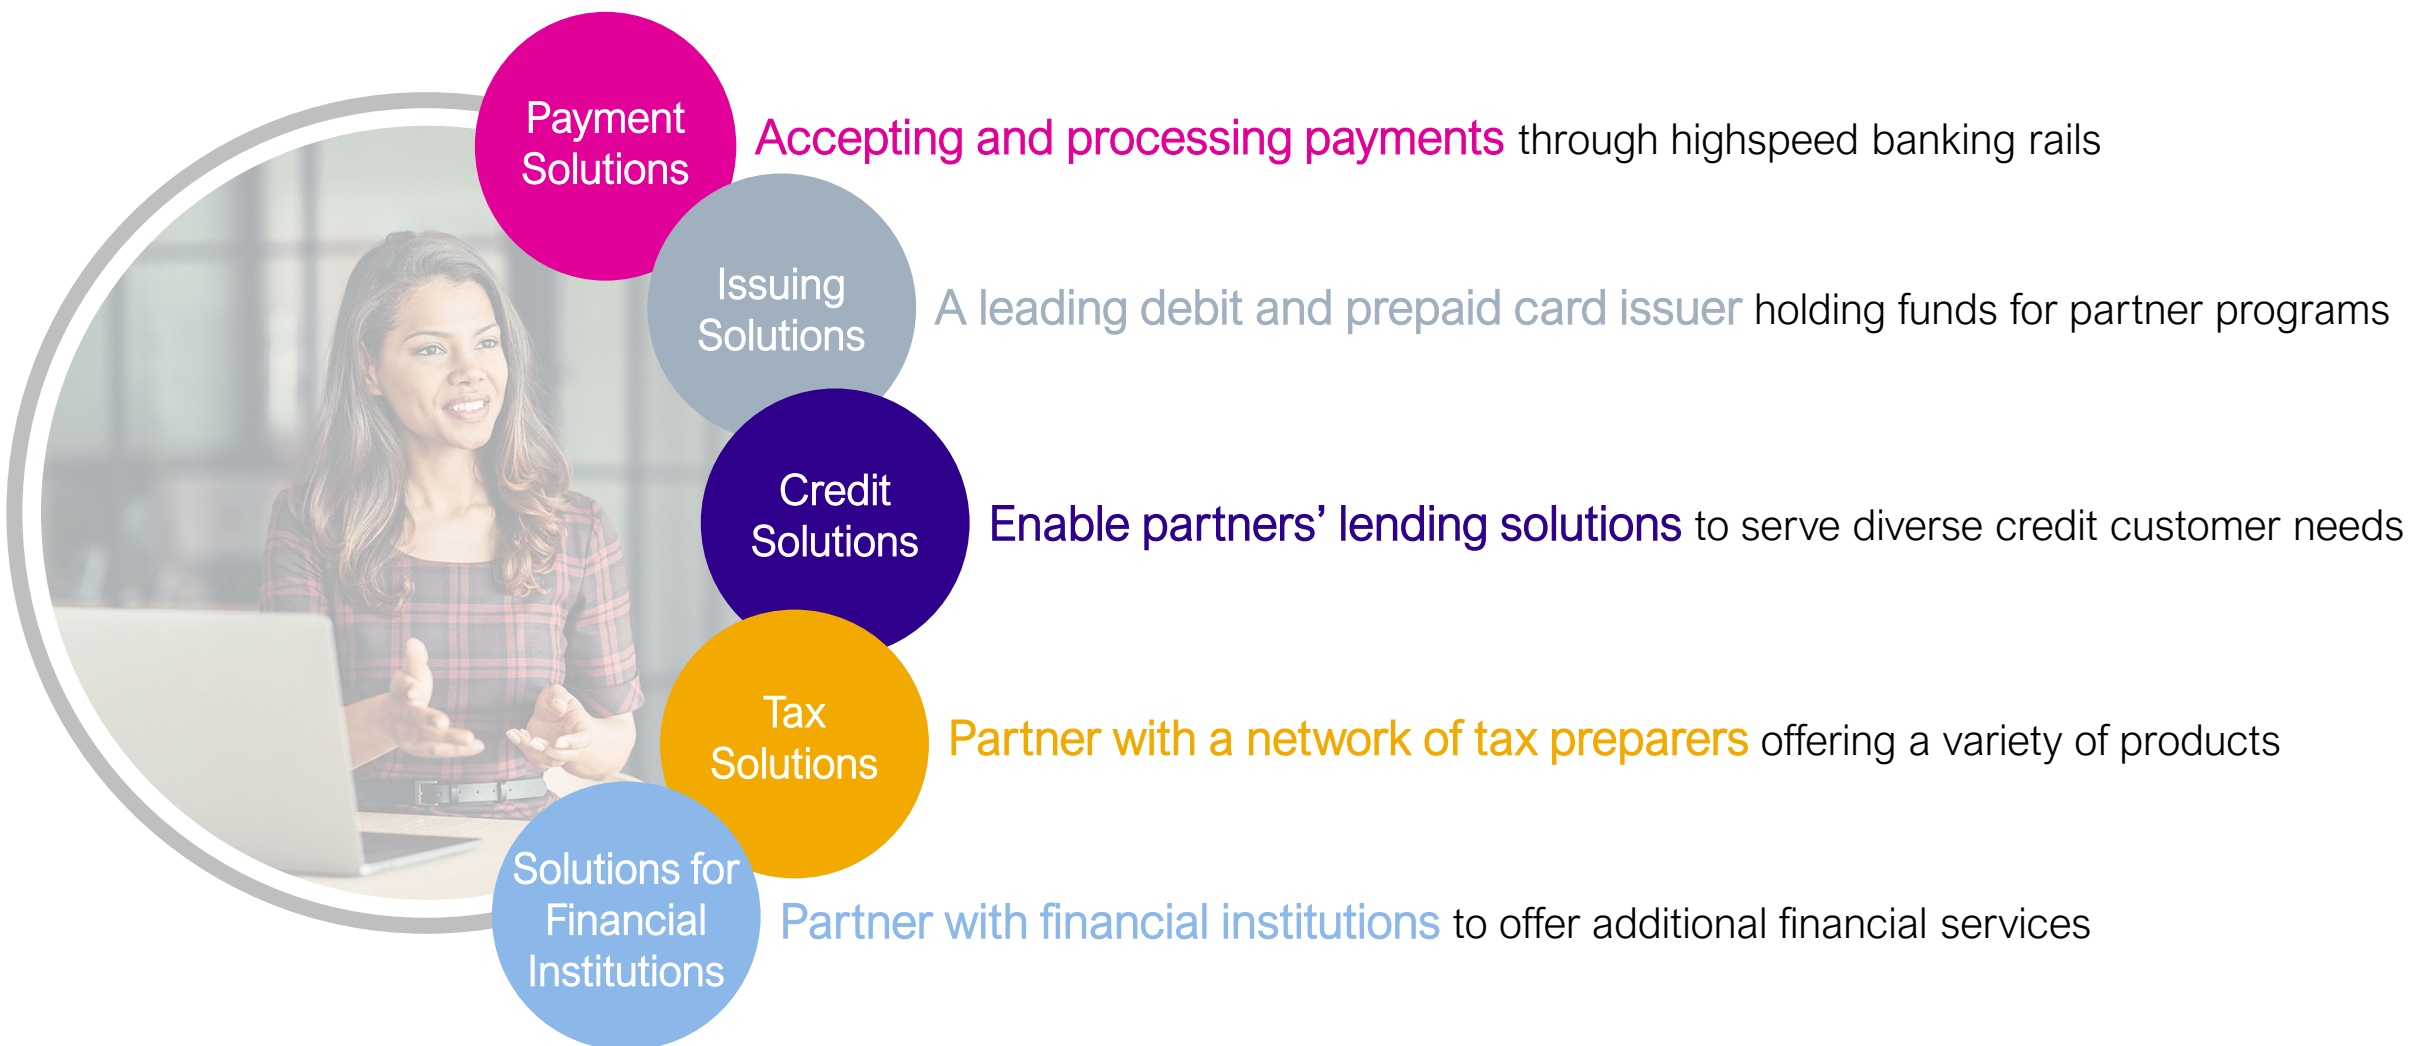 Payment
Solutions
Accepting and processing payments through highspeed banking rails
Issuing
Solutions
A leading debit and prepaid card issuer holding funds for partner programs
Credit
Solutions
Enable partners’ lending solutions to serve diverse credit customer needs
Tax
Solutions
Partner with a network of tax preparers offering a variety of products
Solutions for
Financial
Institutions
Partner with financial institutions to offer additional financial services